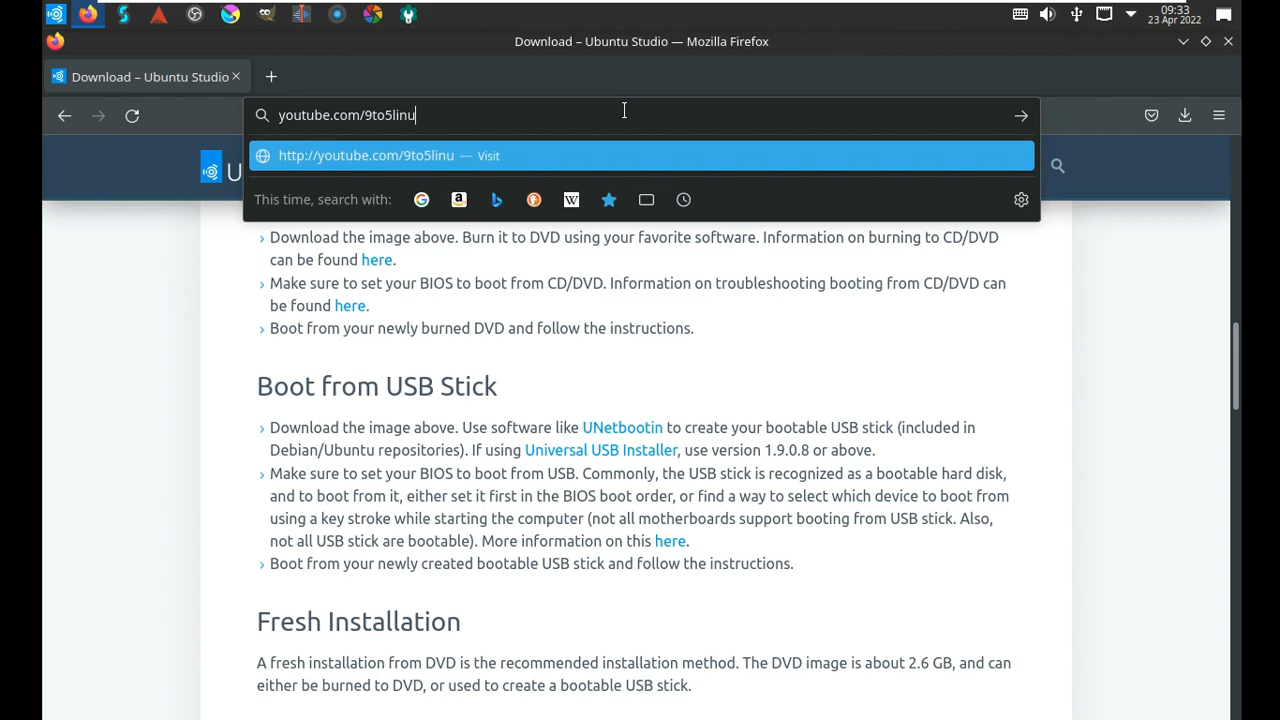 09:33
23 Apr 2022
Download – Ubuntu Studio — Mozilla Firefox
Download – Ubuntu Studio
youtube.com/9to5linu
http://youtube.com/9to5linu — Visit
This time, search with:
U
Download the image above. Burn it to DVD using your favorite software. Information on burning to CD/DVD
can be found here.
Make sure to set your BIOS to boot from CD/DVD. Information on troubleshooting booting from CD/DVD can
be found here.
Boot from your newly burned DVD and follow the instructions.
Boot from USB Stick
Download the image above. Use software like UNetbootin to create your bootable USB stick (included in
Debian/Ubuntu repositories). If using Universal USB Installer, use version 1.9.0.8 or above.
Make sure to set your BIOS to boot from USB. Commonly, the USB stick is recognized as a bootable hard disk,
and to boot from it, either set it first in the BIOS boot order, or find a way to select which device to boot from
using a key stroke while starting the computer (not all motherboards support booting from USB stick. Also,
not all USB stick are bootable). More information on this here.
Boot from your newly created bootable USB stick and follow the instructions.
Fresh Installation
A fresh installation from DVD is the recommended installation method. The DVD image is about 2.6 GB, and can
either be burned to DVD, or used to create a bootable USB stick.